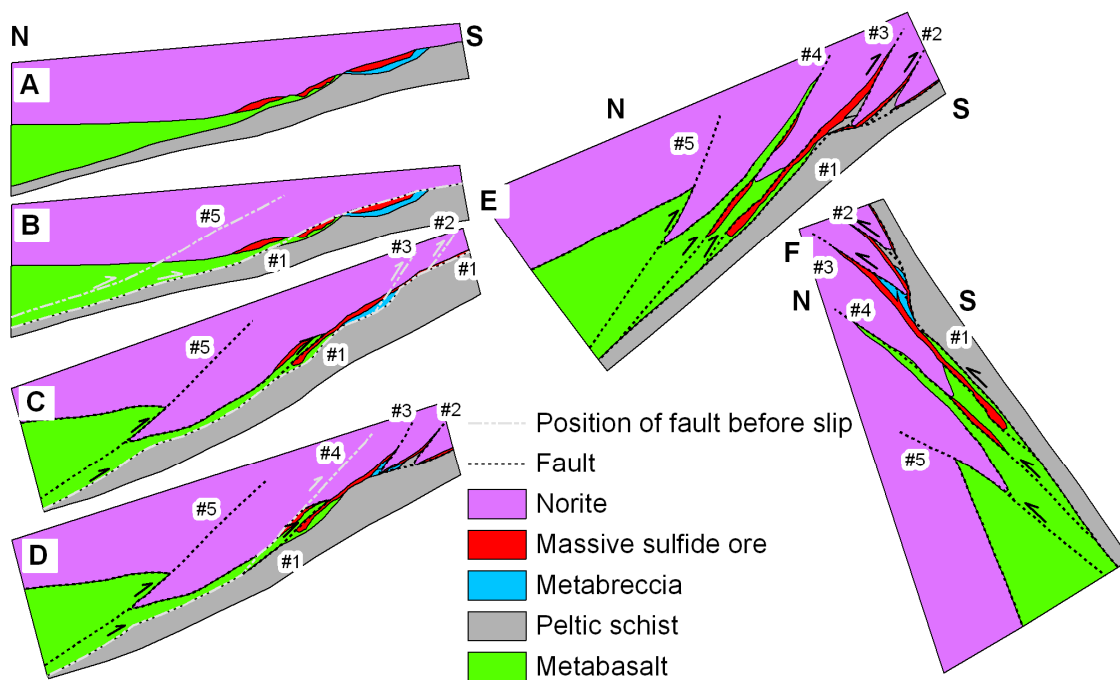 N
S
A
B
#5
#1
#2
#3
#1
#5
#1
C
#3
#2
#4
#5
D
#1
N
#4
#3
#2
S
#5
#1
E
#2
F
#3
N
S
#4
#1
#5
Position of fault before slip
Fault
Norite
Massive sulfide ore
Metabreccia
Peltic schist
Metabasalt